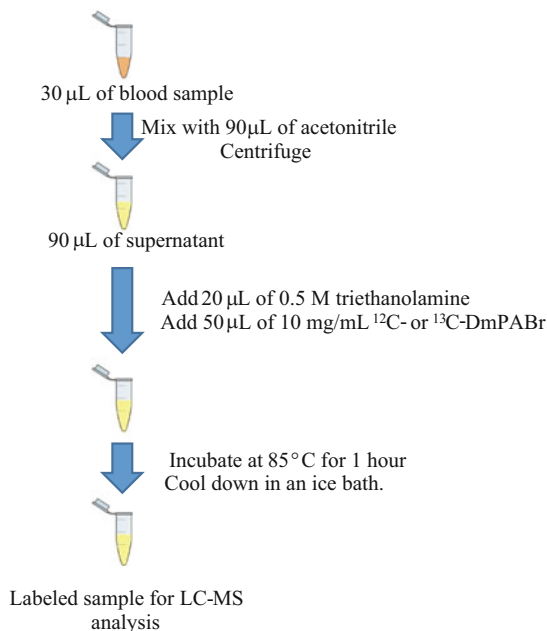 30 μL of blood sample
Mix with 90μL of acetonitrile
Centrifuge
90 μL of supernatant
Add 20 μL of 0.5 M triethanolamine
Add 50μL of 10 mg/mL ¹²C- or ¹³C-DmPABr
Incubate at 85°C for 1 hour
Cool down in an ice bath.
Labeled sample for LC-MS
analysis